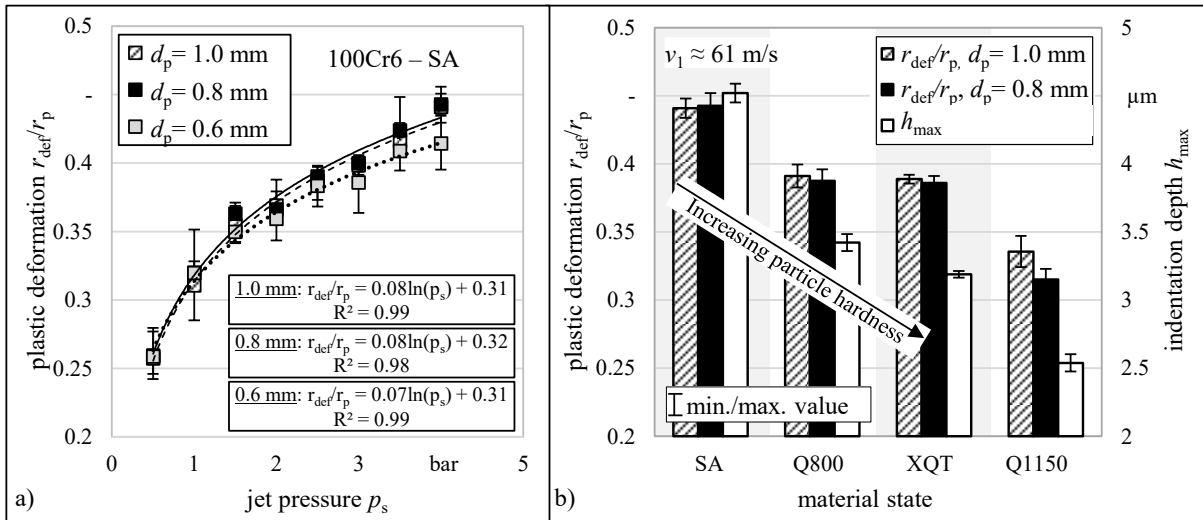 0.5
-
0.4
0.35
0.3
0.25
0.2
plastic deformation r_def/r_p
d_p= 1.0 mm
d_p= 0.8 mm
d_p= 0.6 mm
100Cr6 – SA
1.0 mm: r_def/r_p = 0.08ln(p_s) + 0.31
R² = 0.99
0.8 mm: r_def/r_p = 0.08ln(p_s) + 0.32
R² = 0.98
0.6 mm: r_def/r_p = 0.07ln(p_s) + 0.31
R² = 0.99
0 1 2 3 bar 5
jet pressure p_s
a)
0.5
-
0.4
0.35
0.3
0.25
0.2
plastic deformation r_def/r_p
v_1 ≈ 61 m/s
r_def/r_p, d_p= 1.0 mm
r_def/r_p, d_p= 0.8 mm
h_max
Increasing particle hardness
min./max. value
5
µm
4
3.5
3
2.5
2
indentation depth h_max
SA Q800 XQT Q1150
material state
b)